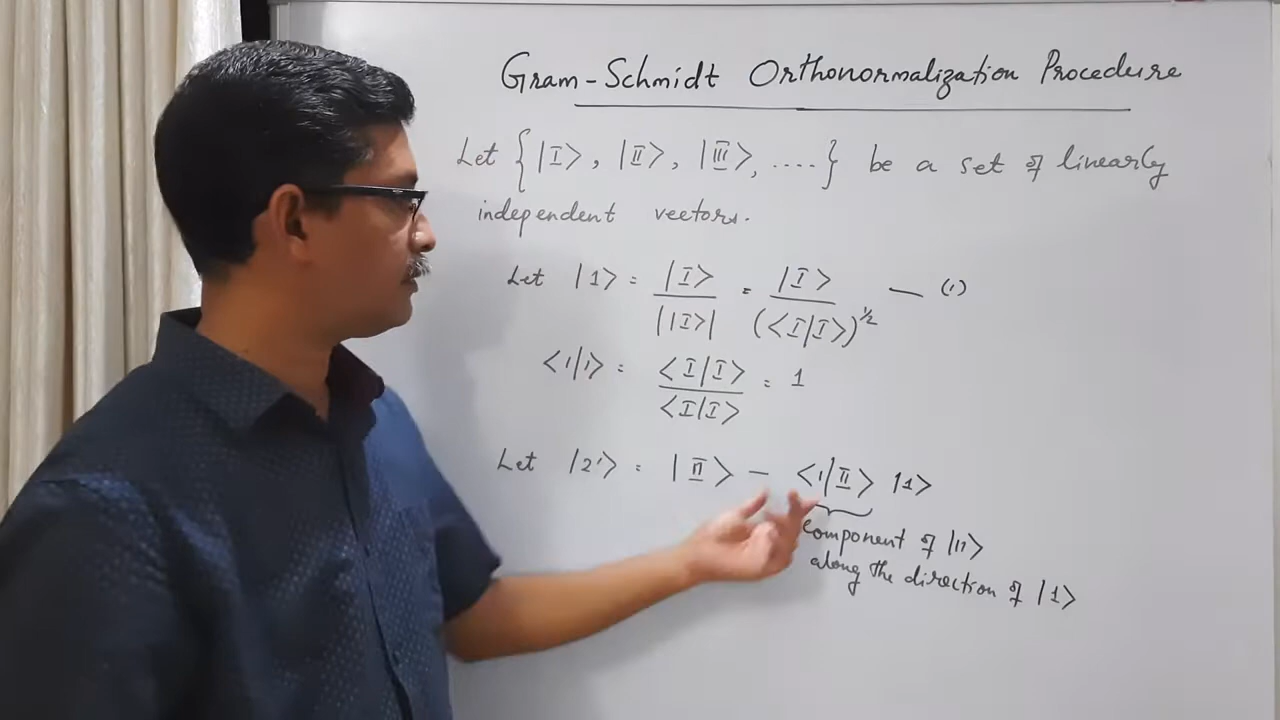 Gram-Schmidt Orthonormalization Procedure
Let {|I>, |II>, |III>, ....} be a set of linearly
independent vectors.
Let |1> = |I> / ||I>| = |I> / (<I|I>)^1/2 — (1)
<1|1> = <I|I> / <I|I> = 1
Let |2'> = |II> - <1|II> |1>
component of |II>
along the direction of |1>